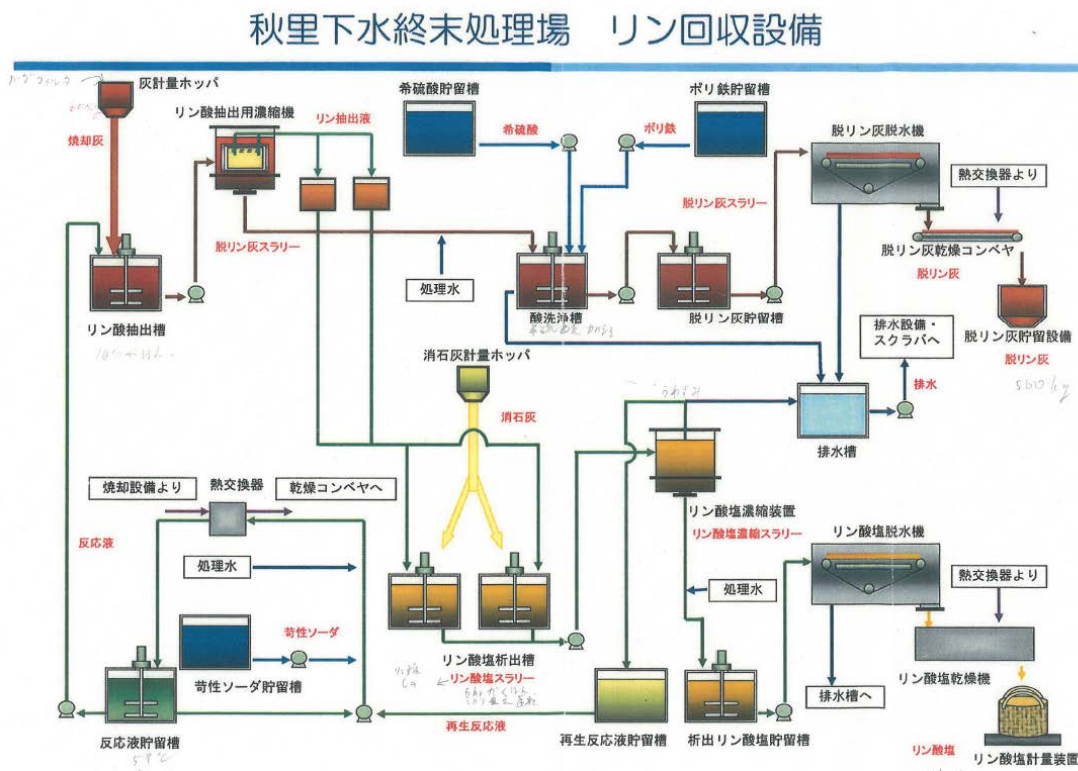 秋里下水終末処理場　リン回収設備
灰計量ホッパ
焼却灰
リン酸抽出用濃縮機
リン抽出液
希硫酸貯留槽
希硫酸
ポリ鉄貯留槽
ポリ鉄
脱リン灰脱水機
熱交換器より
脱リン灰スラリー
脱リン灰スラリー
脱リン灰乾燥コンベヤ
脱リン灰
処理水
リン酸抽出槽
酸洗浄槽
脱リン灰貯留槽
排水設備・
スクラバへ
脱リン灰貯留設備
脱リン灰
560kg
排水
消石灰計量ホッパ
消石灰
うわずみ
排水槽
焼却設備より
熱交換器
乾燥コンベヤへ
リン酸塩濃縮装置
リン酸塩濃縮スラリー
リン酸塩脱水機
反応液
処理水
処理水
熱交換器より
苛性ソーダ
苛性ソーダ貯留槽
リン酸塩析出槽
リン酸塩スラリー
リン酸塩乾燥機
排水槽へ
再生反応液
反応液貯留槽
再生反応液貯留槽
析出リン酸塩貯留槽
リン酸塩
リン酸塩計量装置